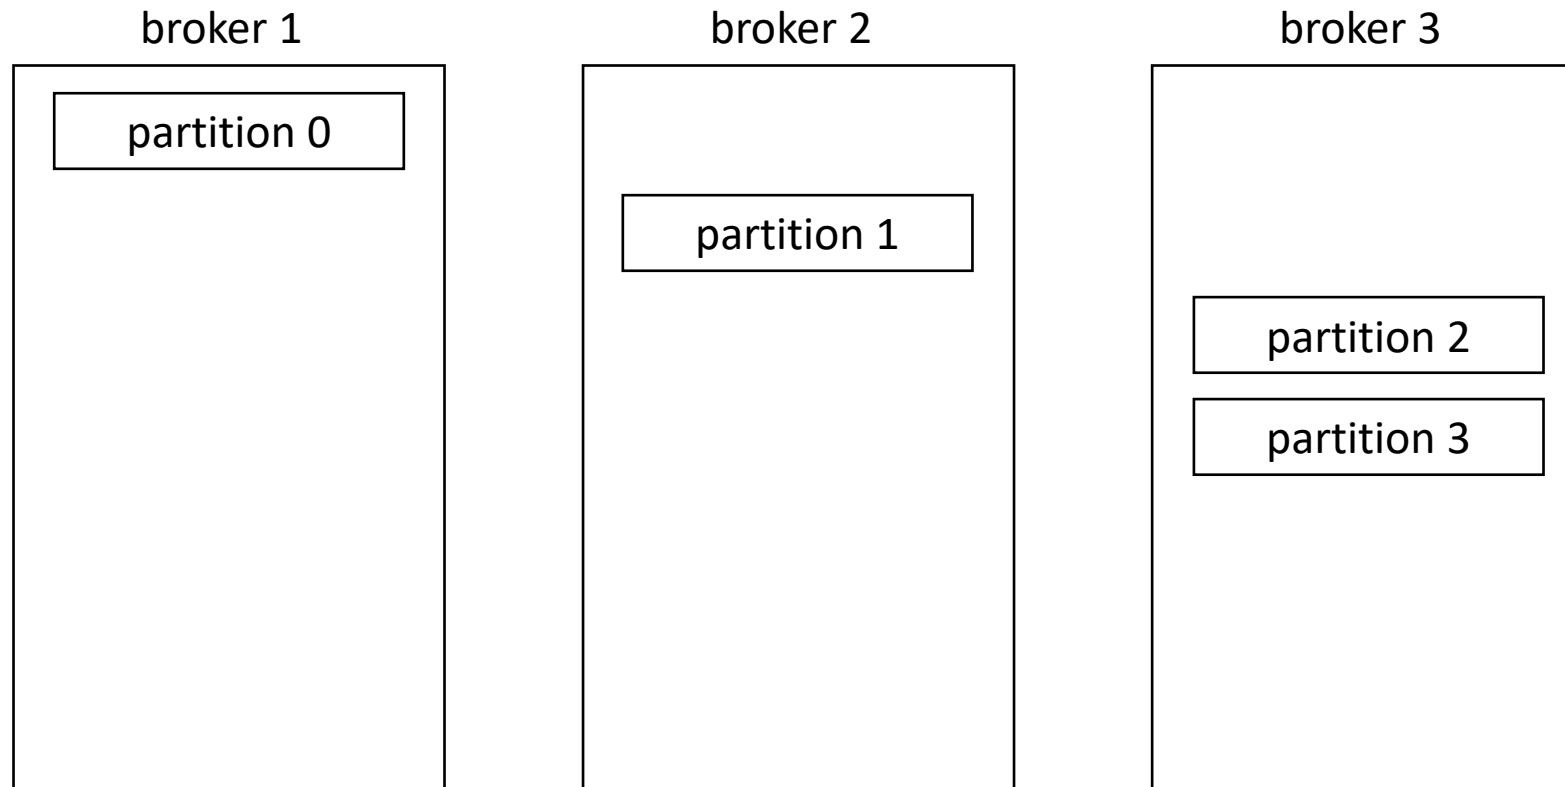 broker 1
broker 2
broker 3
partition 0
partition 1
partition 2
partition 3